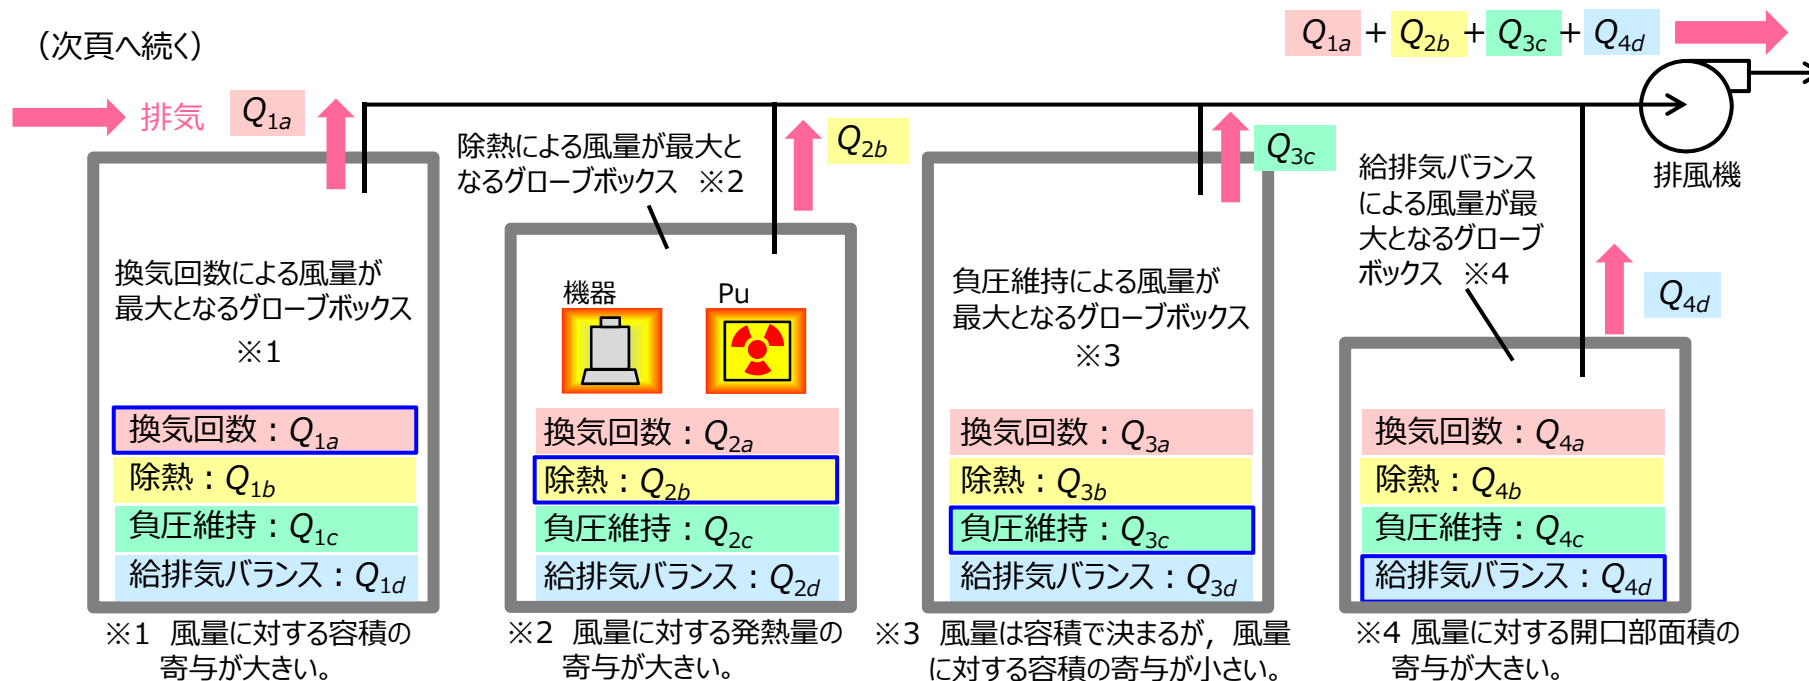 （次頁へ続く）
Q1a + Q2b + Q3c + Q4d
排気
Q1a
除熱による風量が最大と
なるグローブボックス ※2
Q2b
Q3c
給排気バランス
による風量が最
大となるグローブ
ボックス ※4
排風機
Q4d
換気回数による風量が
最大となるグローブボックス
※1
機器
Pu
負圧維持による風量が
最大となるグローブボックス
※3
換気回数：Q1a
除熱：Q1b
負圧維持：Q1c
給排気バランス：Q1d
換気回数：Q2a
除熱：Q2b
負圧維持：Q2c
給排気バランス：Q2d
換気回数：Q3a
除熱：Q3b
負圧維持：Q3c
給排気バランス：Q3d
換気回数：Q4a
除熱：Q4b
負圧維持：Q4c
給排気バランス：Q4d
※1 風量に対する容積の
寄与が大きい。
※2 風量に対する発熱量の
寄与が大きい。
※3 風量は容積で決まるが，風量
に対する容積の寄与が小さい。
※4 風量に対する開口部面積の
寄与が大きい。